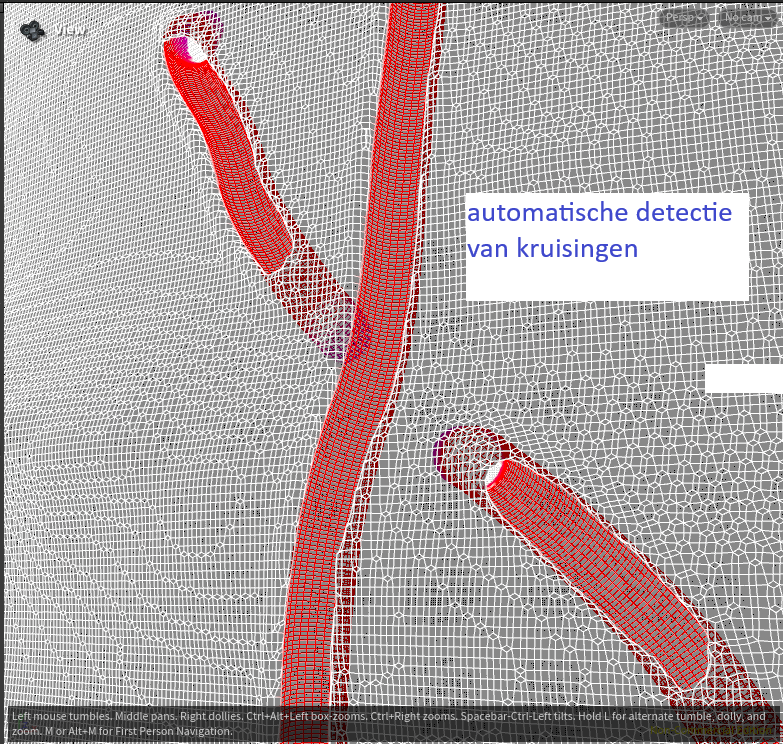 View
Persp
No cam
automatische detectie
van kruisingen
Left mouse tumbles. Middle pans. Right dollies. Ctrl+Alt+Left box-zooms. Ctrl+Right zooms. Spacebar-Ctrl-Left tilts. Hold L for alternate tumble, dolly, and
zoom. M or Alt+M for First Person Navigation.